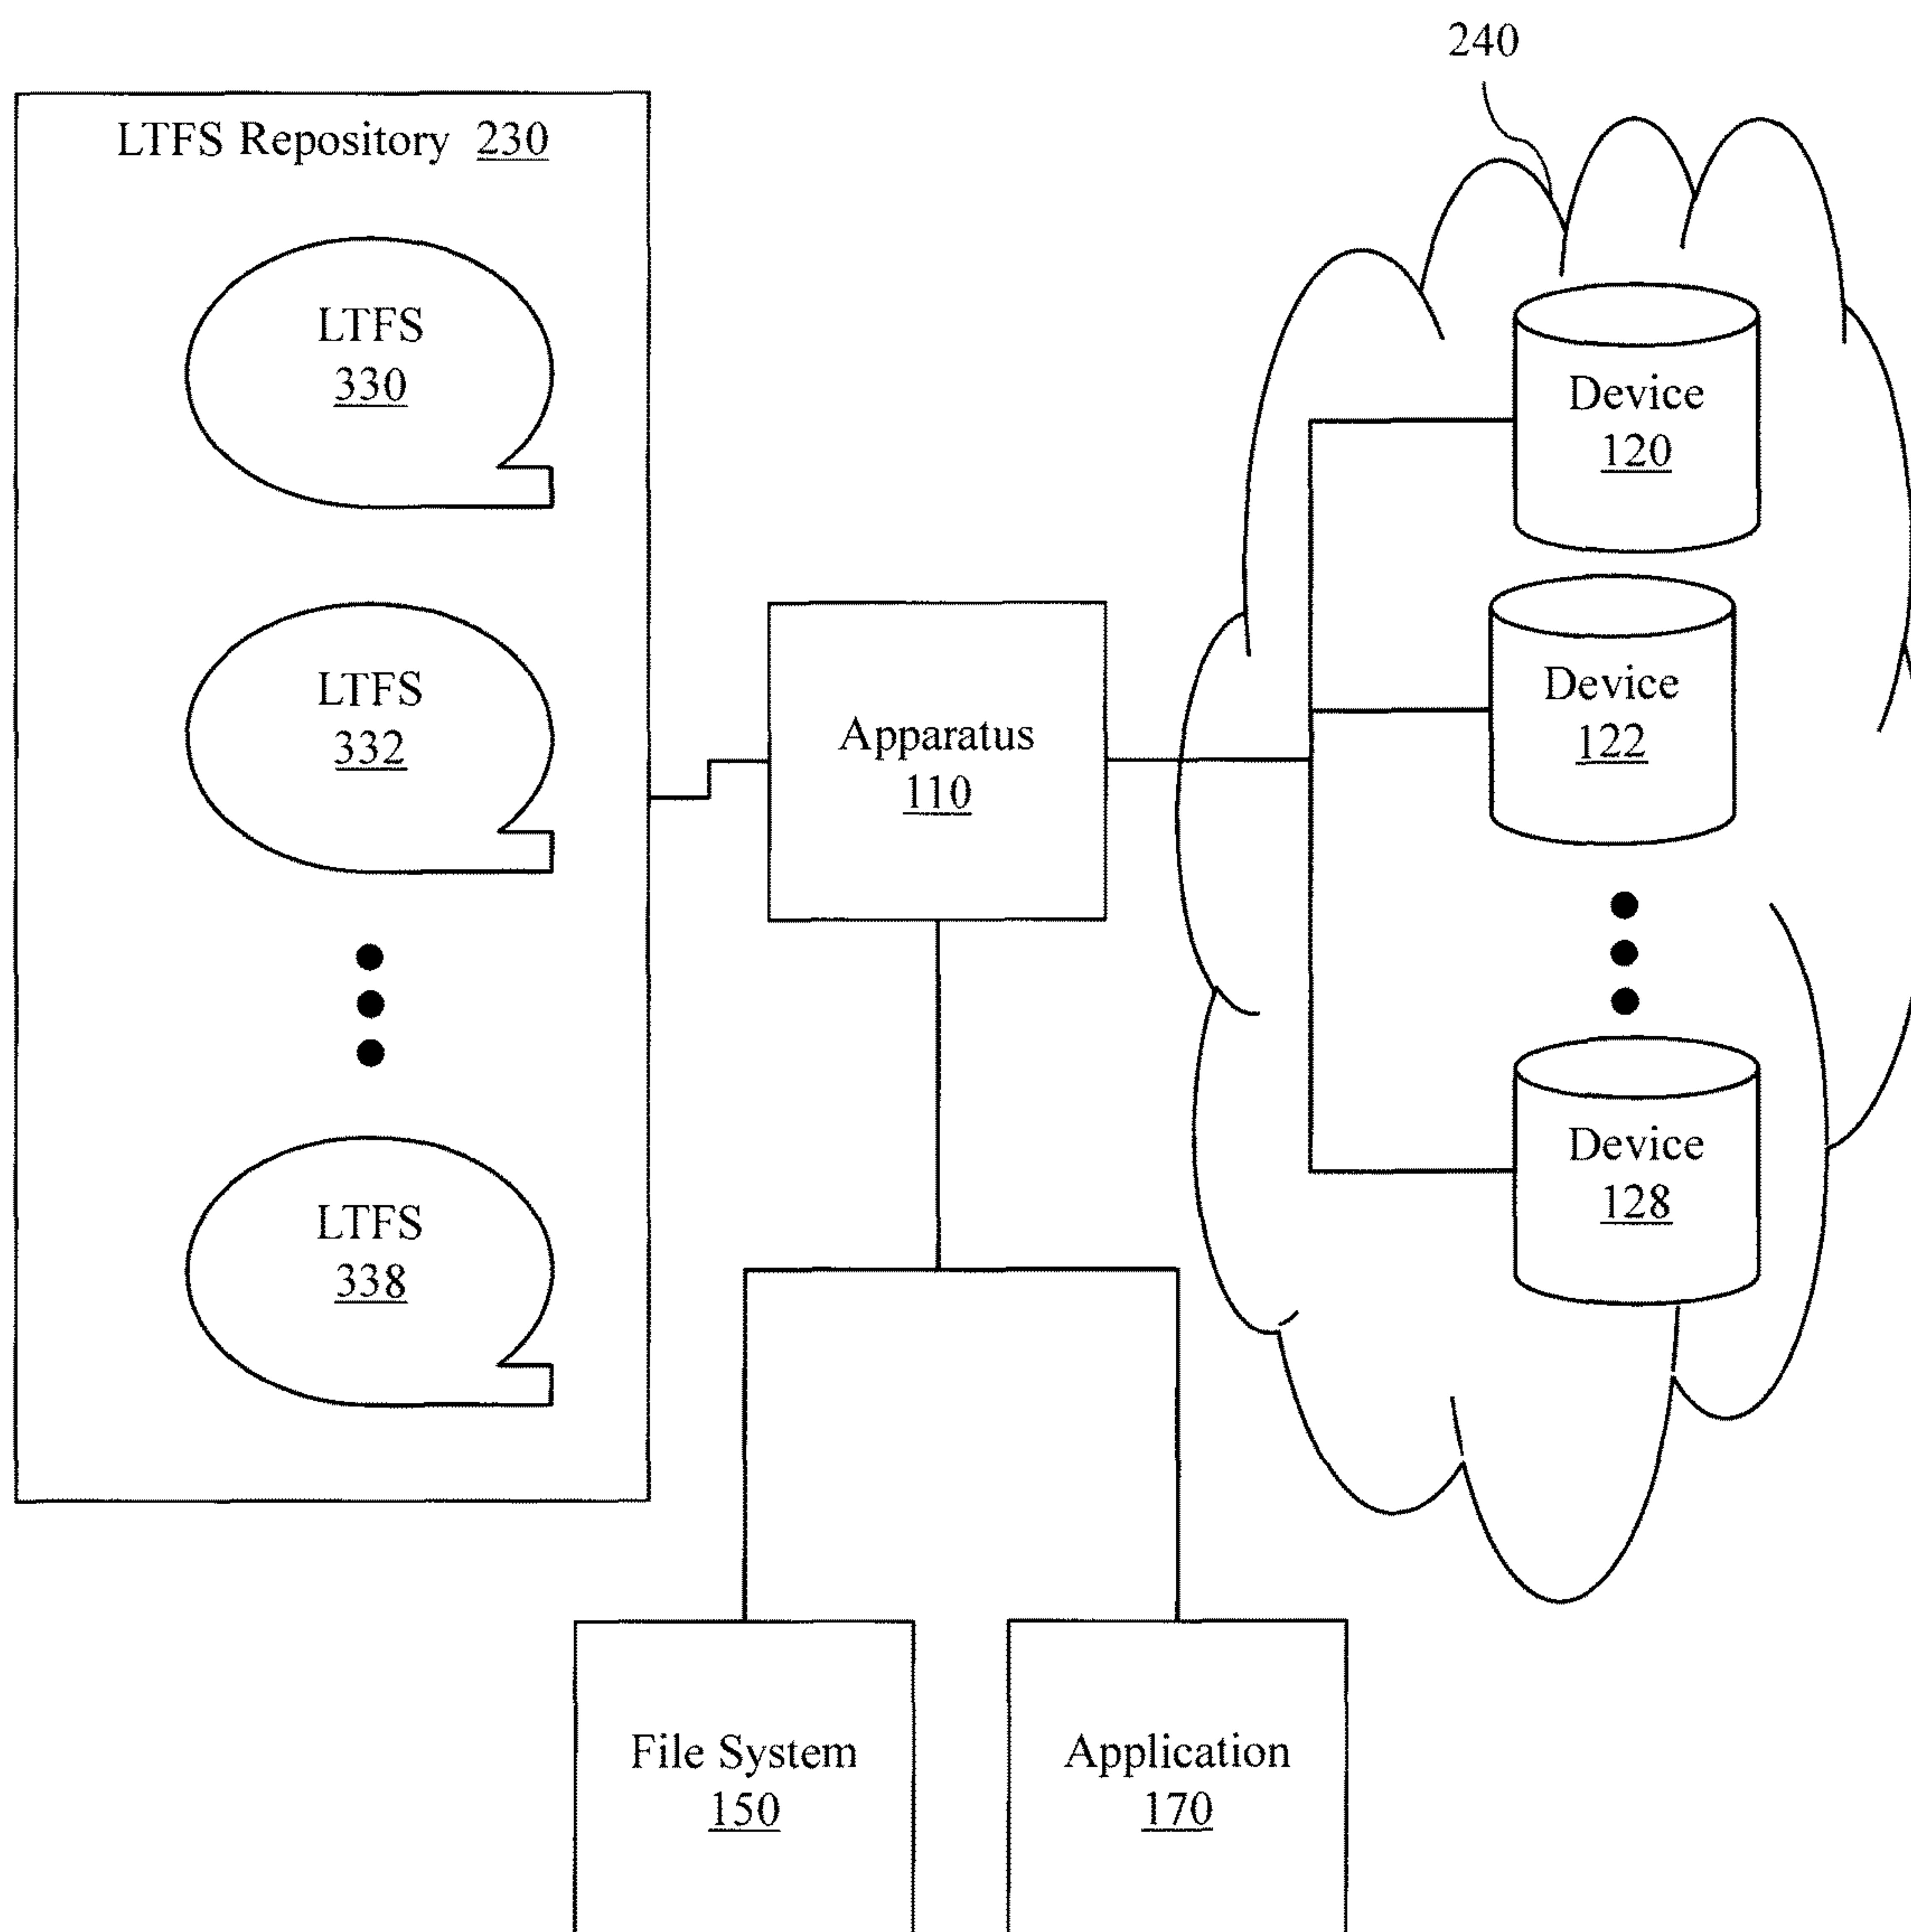 240
LTFS Repository 230
LTFS
330
LTFS
332
LTFS
338
Apparatus
110
Device
120
Device
122
Device
128
File System
150
Application
170